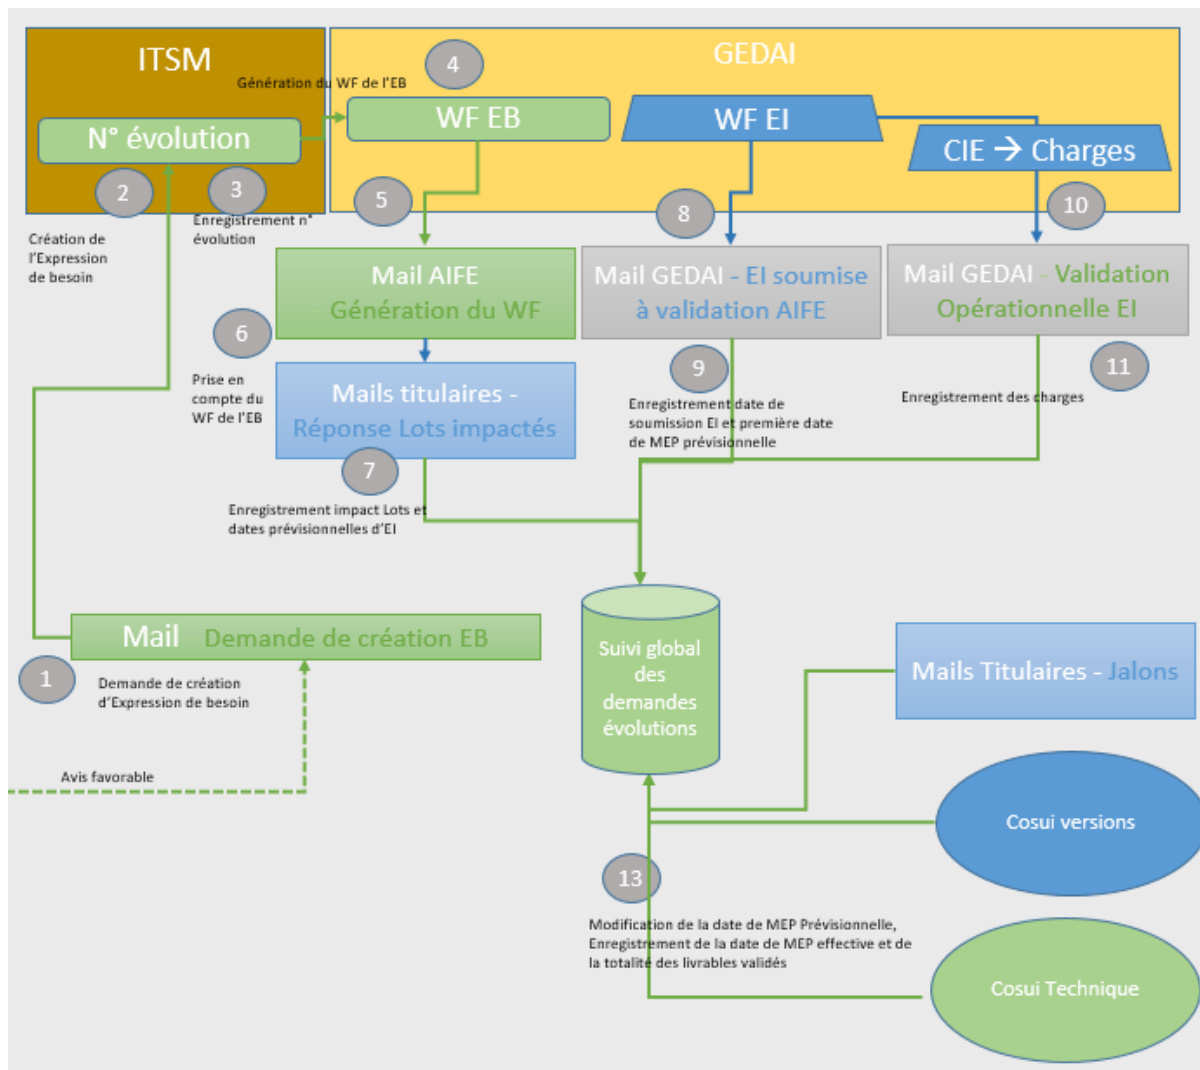 ITSM
GEDAI
4
Génération du WF de l'EB
N° évolution
WF EB
WF EI
CIE → Charges
2
3
5
8
10
Enregistrement n°
évolution
Création de
l'Expression
de besoin
Mail AIFE
Génération du WF
Mail GEDAI - EI soumise
à validation AIFE
Mail GEDAI - Validation
Opérationnelle EI
6
Prise en
compte du
WF de l'EB
9
11
Mails titulaires -
Réponse Lots impactés
Enregistrement date de
soumission EI et première date
de MEP prévisionnelle
Enregistrement des charges
7
Enregistrement impact Lots et
dates prévisionnelles d'EI
Mail Demande de création EB
1
Demande de création
d'Expression de besoin
Suivi global
des
demandes
évolutions
Mails Titulaires - Jalons
Avis favorable
Cosui versions
13
Modification de la date de MEP Prévisionnelle,
Enregistrement de la date de MEP effective et de
la totalité des livrables validés
Cosui Technique